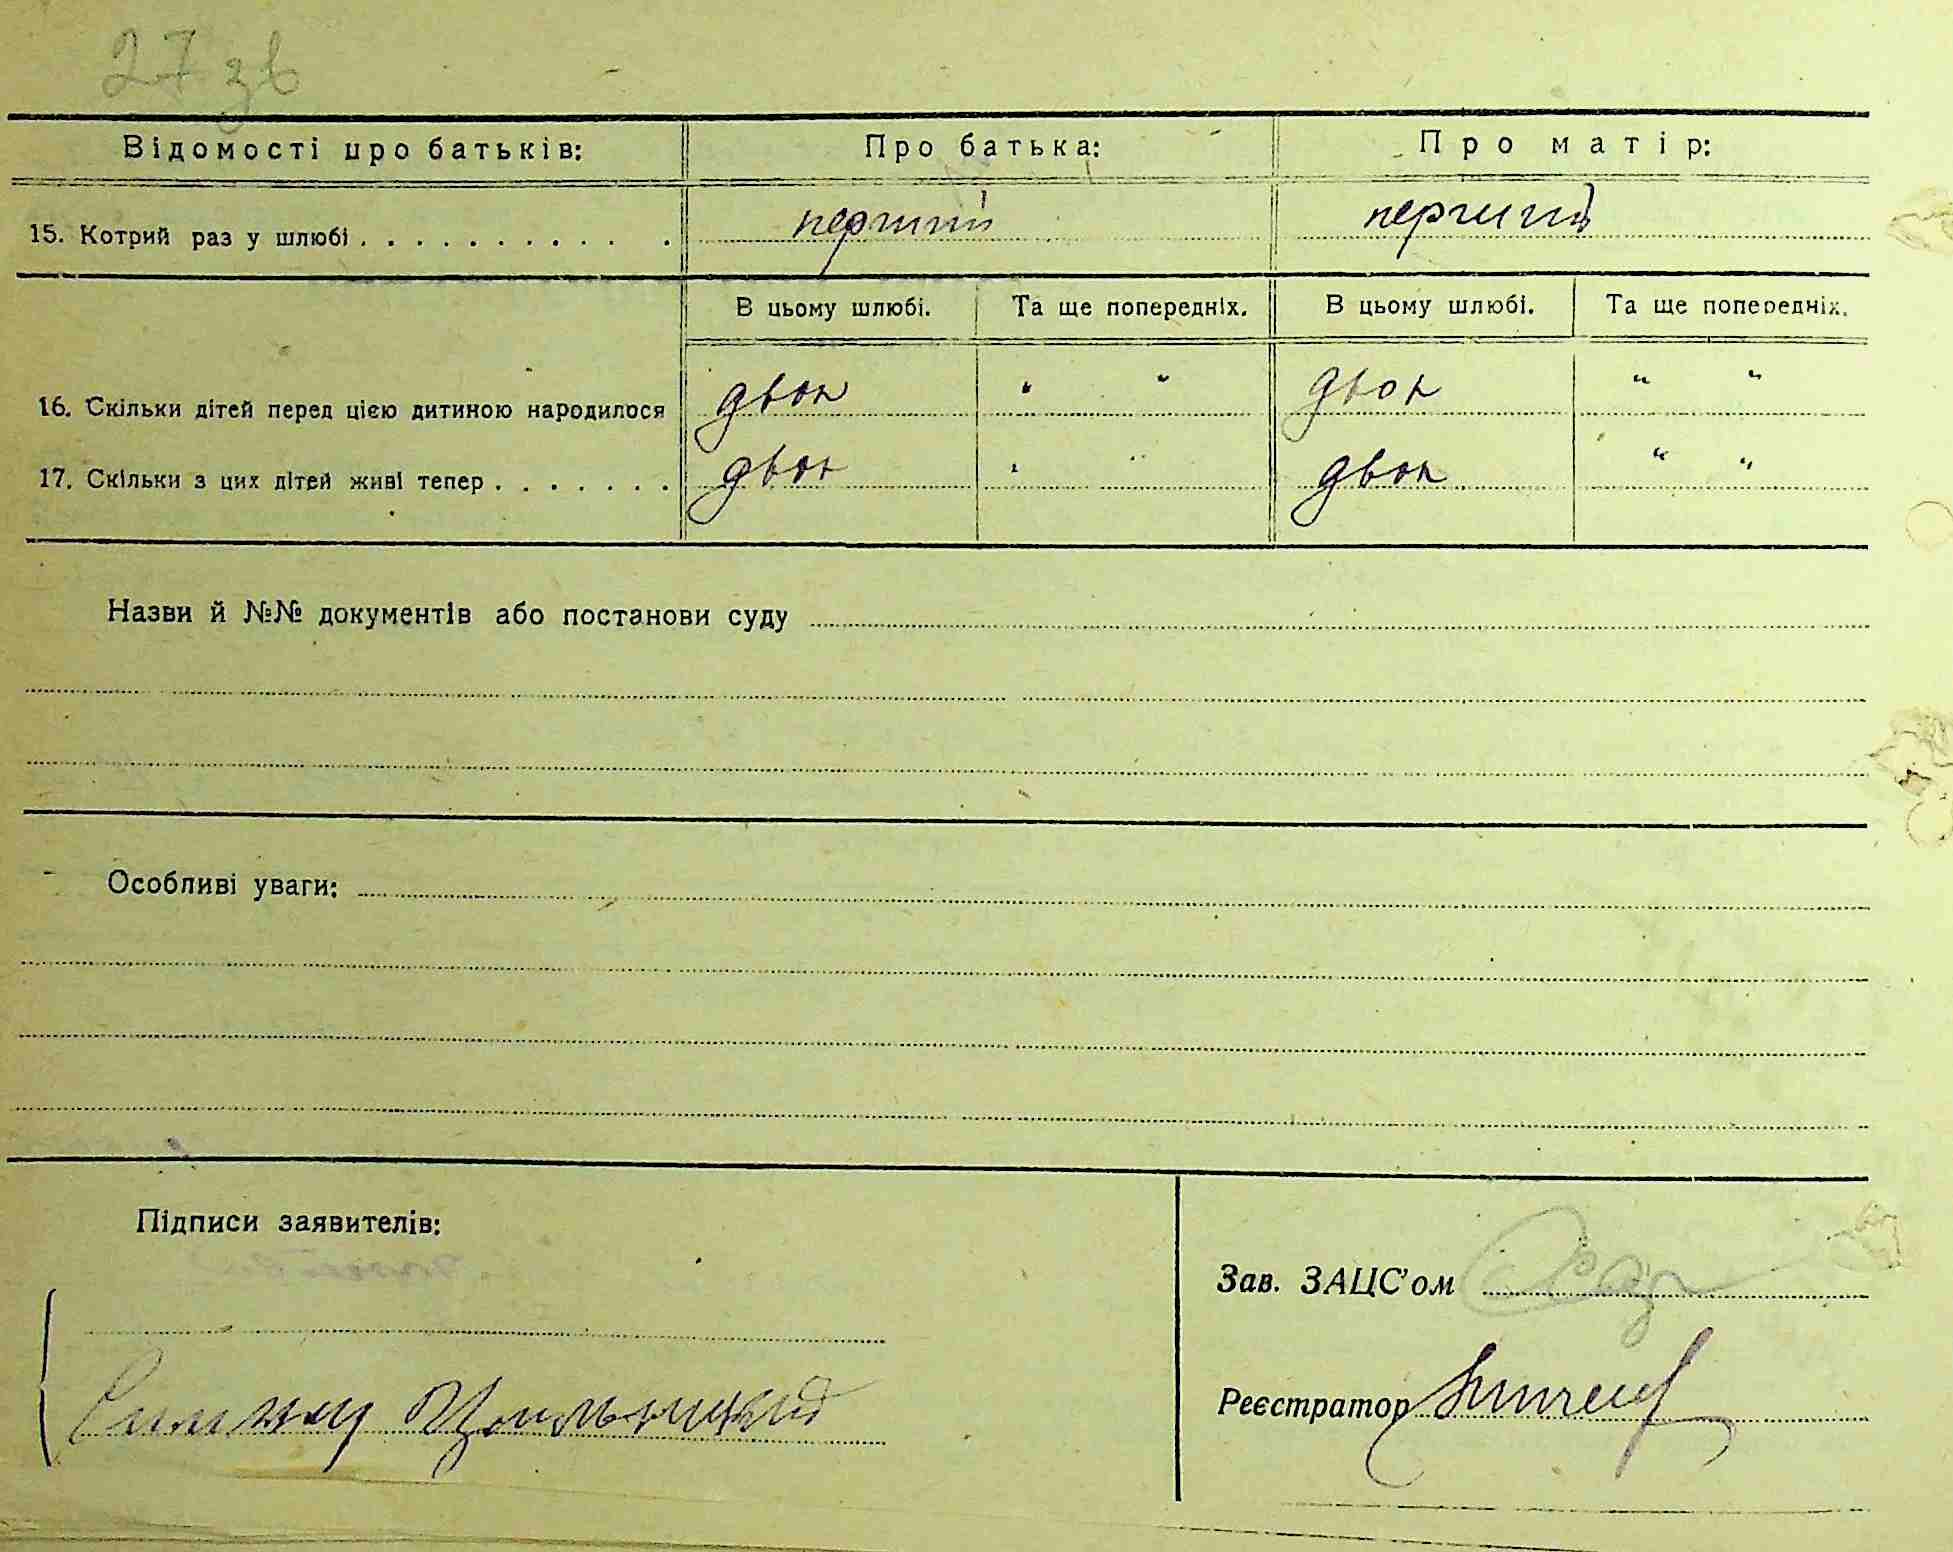 27 зв
Відомості про батьків: Про батька: Про матір:
15. Котрий раз у шлюбі . . . . . . . . . . . . перший перший
В цьому шлюбі. Та ще попередніх. В цьому шлюбі. Та ще попередніх.
16. Скільки дітей перед цією дитиною народилося двох " " двох " "
17. Скільки з цих дітей живі тепер . . . . . . . двох " " двох " "
Назви й №№ документів або постанови суду
Особливі уваги:
Підписи заявителів:
Зав. ЗАЦС'ом
Реєстратор